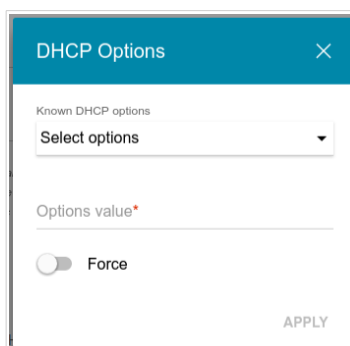 DHCP Options
Known DHCP options
Select options
Options value*
Force
APPLY